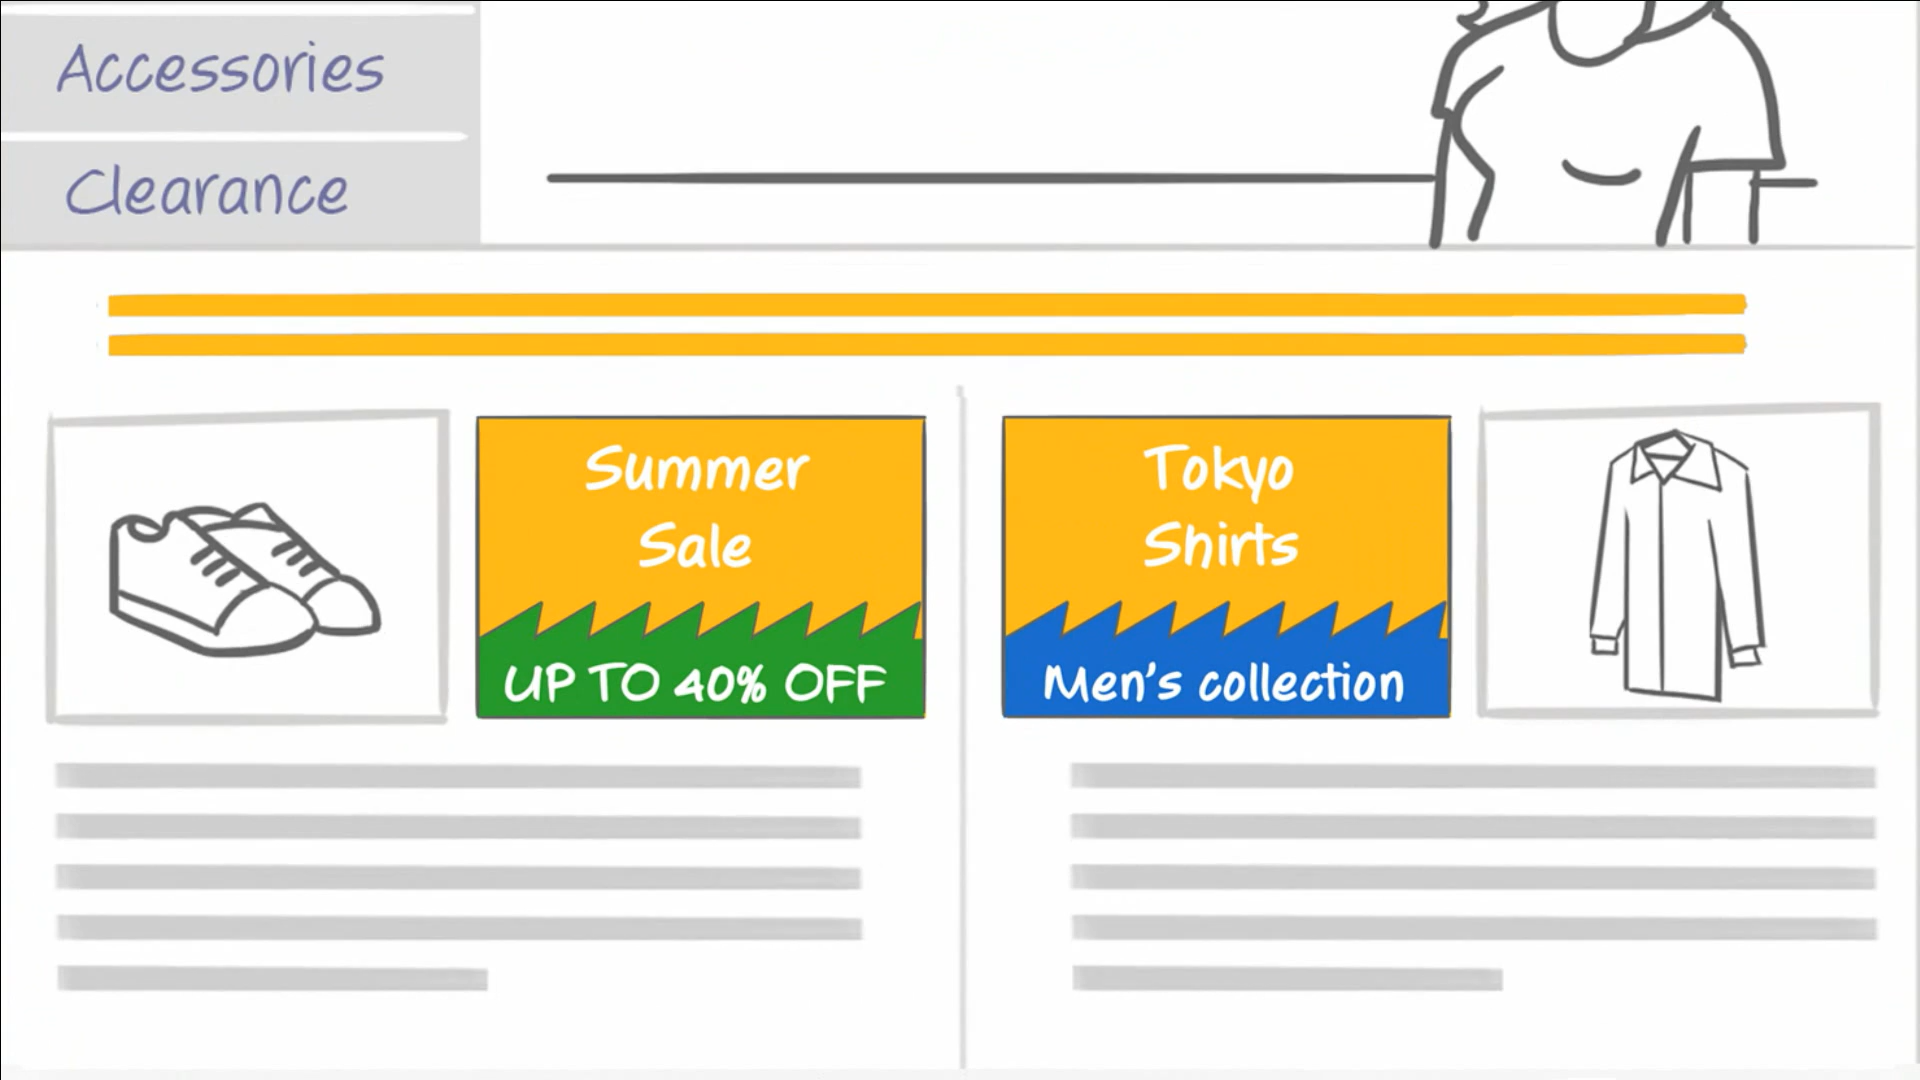 Accessories
Clearance
Summer
Sale
UP TO 40% OFF
Tokyo
Shirts
Men's collection